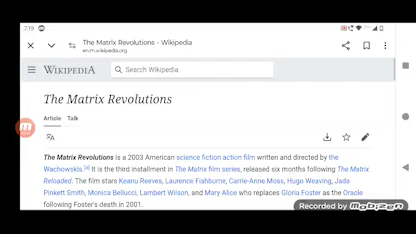 7:19
The Matrix Revolutions - Wikipedia
en.m.wikipedia.org
WIKIPEDIA
Search Wikipedia
The Matrix Revolutions
Article Talk
The Matrix Revolutions is a 2003 American science fiction action film written and directed by the
Wachowskis.[a] It is the third installment in The Matrix film series, released six months following The Matrix
Reloaded. The film stars Keanu Reeves, Laurence Fishburne, Carrie-Anne Moss, Hugo Weaving, Jada
Pinkett Smith, Monica Bellucci, Lambert Wilson, and Mary Alice who replaces Gloria Foster as the Oracle
following Foster's death in 2001.
Recorded by Mobizen